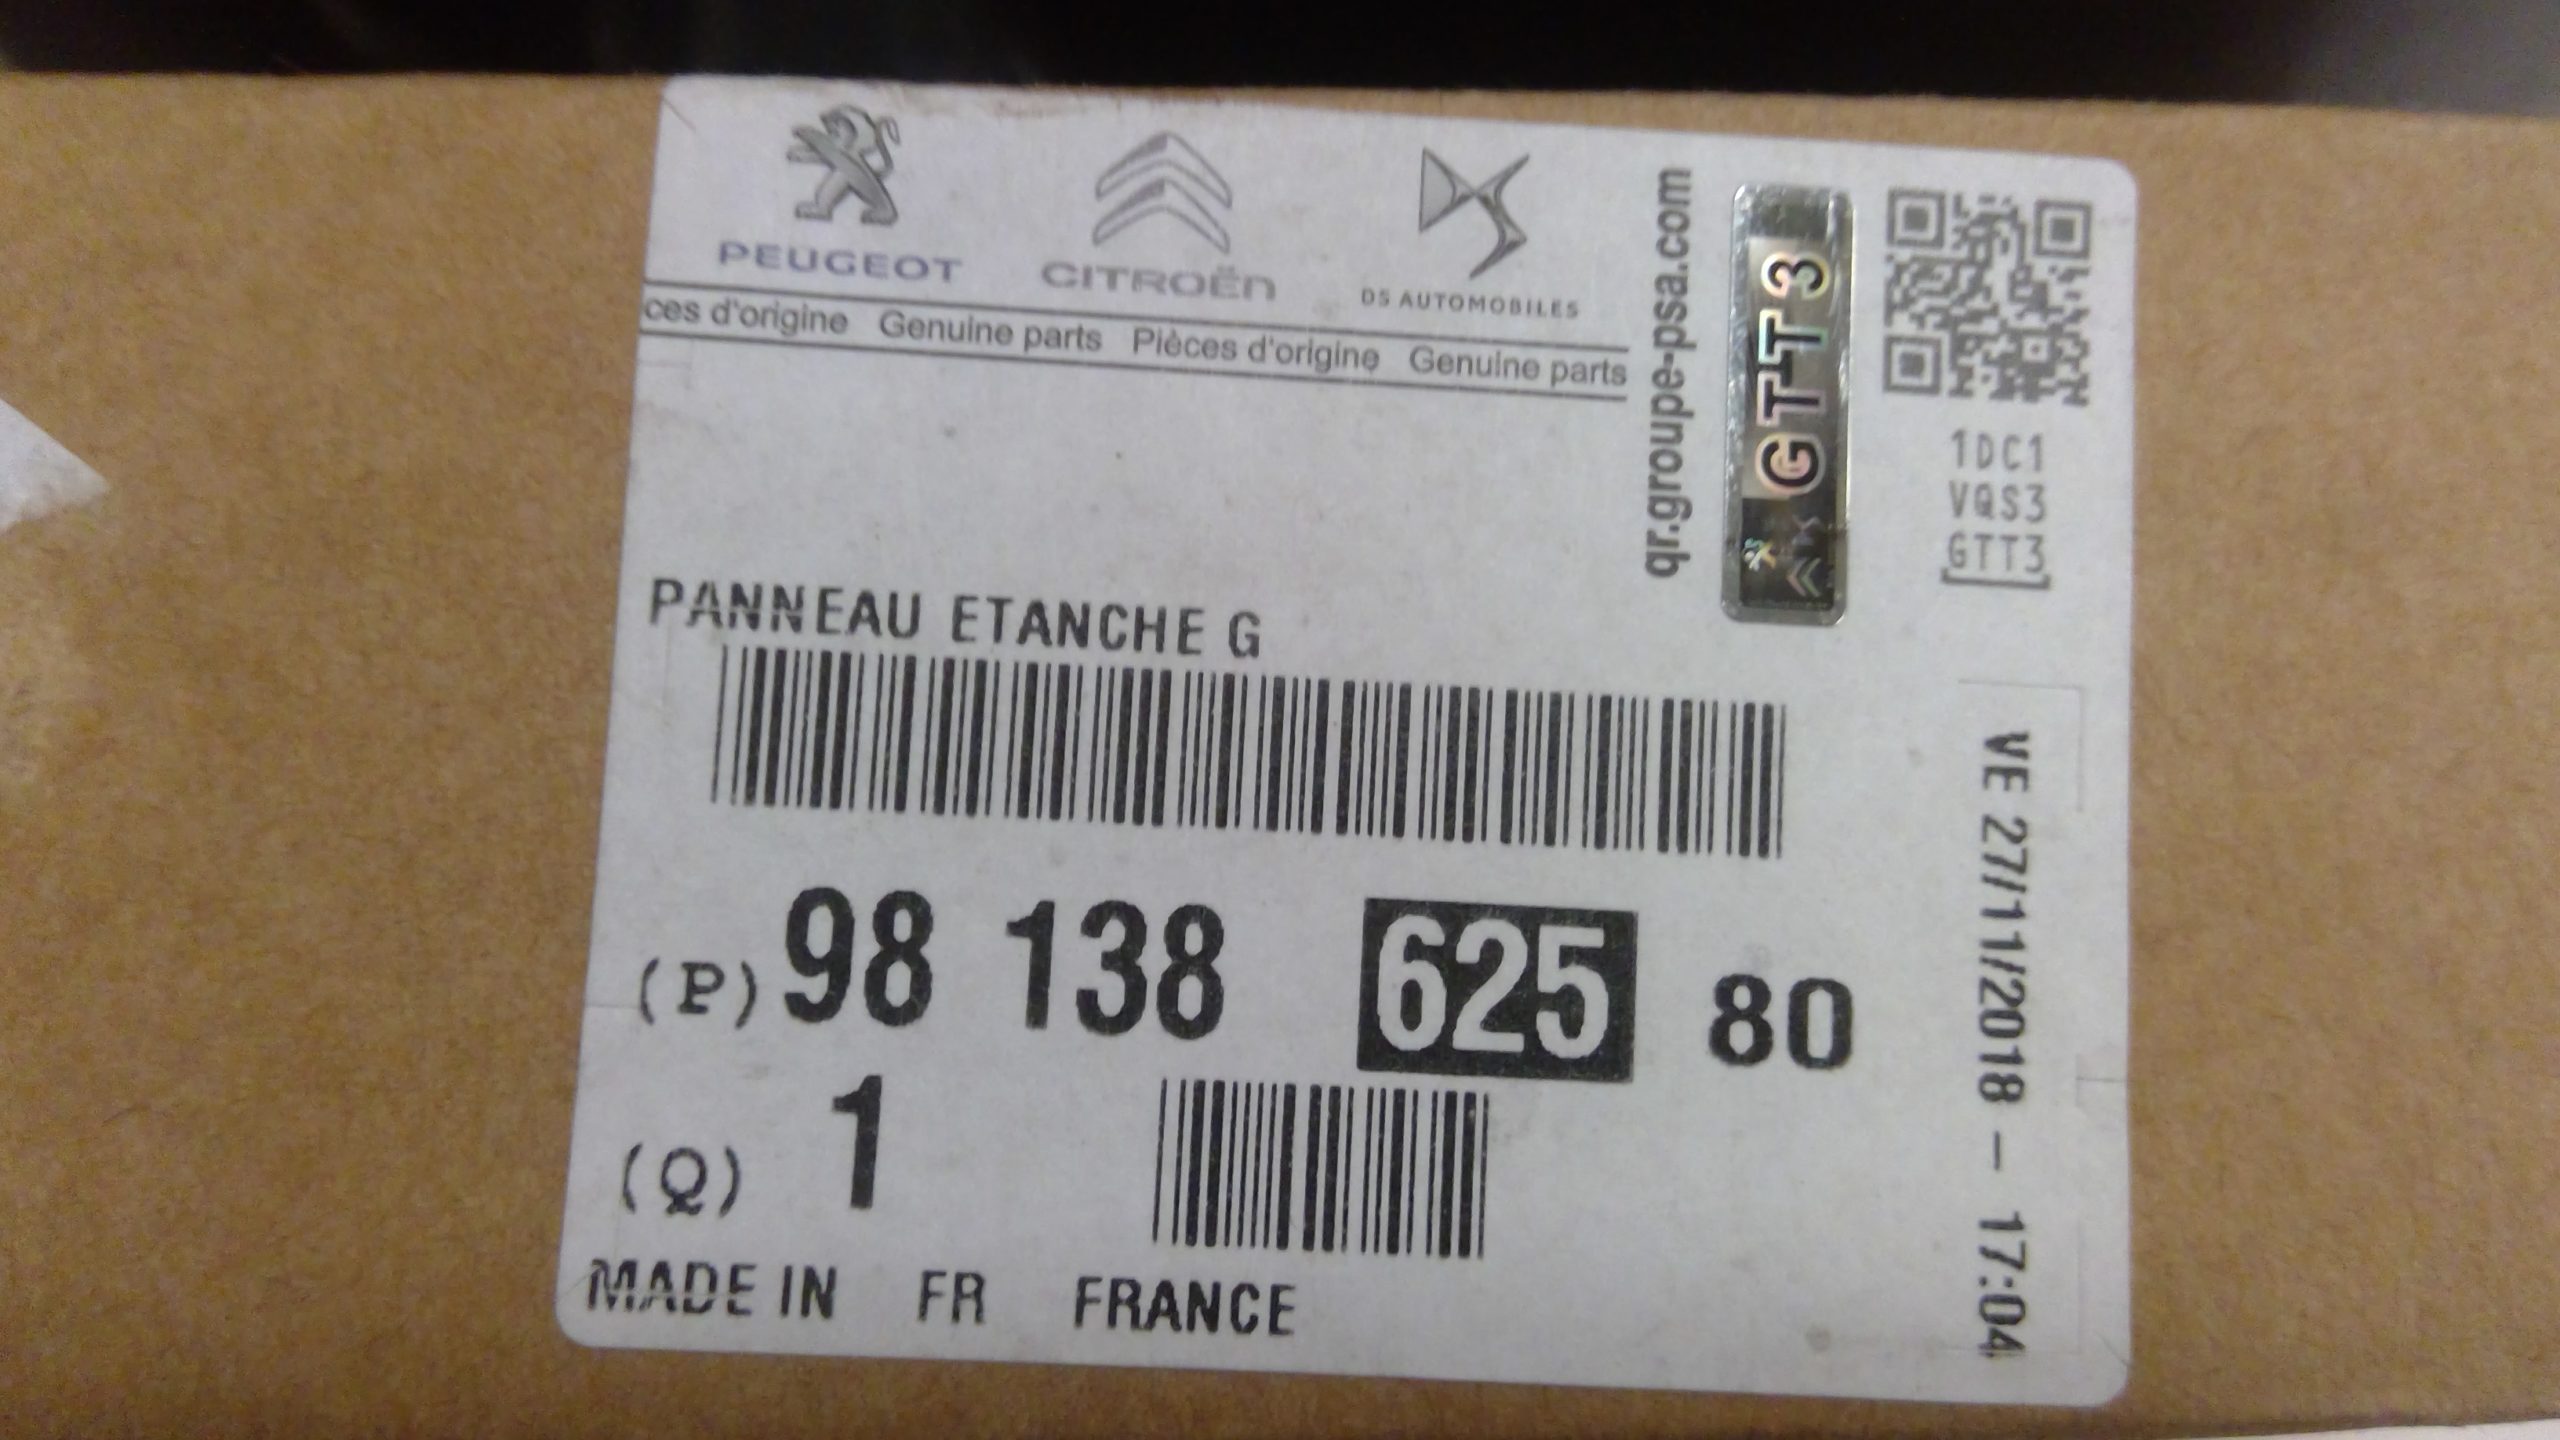 PEUGEOT
CITROËN
DS AUTOMOBILES
ces d'origine Genuine parts Pièces d'origine Genuine parts
qr.groupe-psa.com
GTT3
1DC1
VQS3
GTT3
PANNEAU ETANCHE G
(P) 98 138 625 80
(Q) 1
MADE IN FR FRANCE
VE 27/11/2018 - 17:04